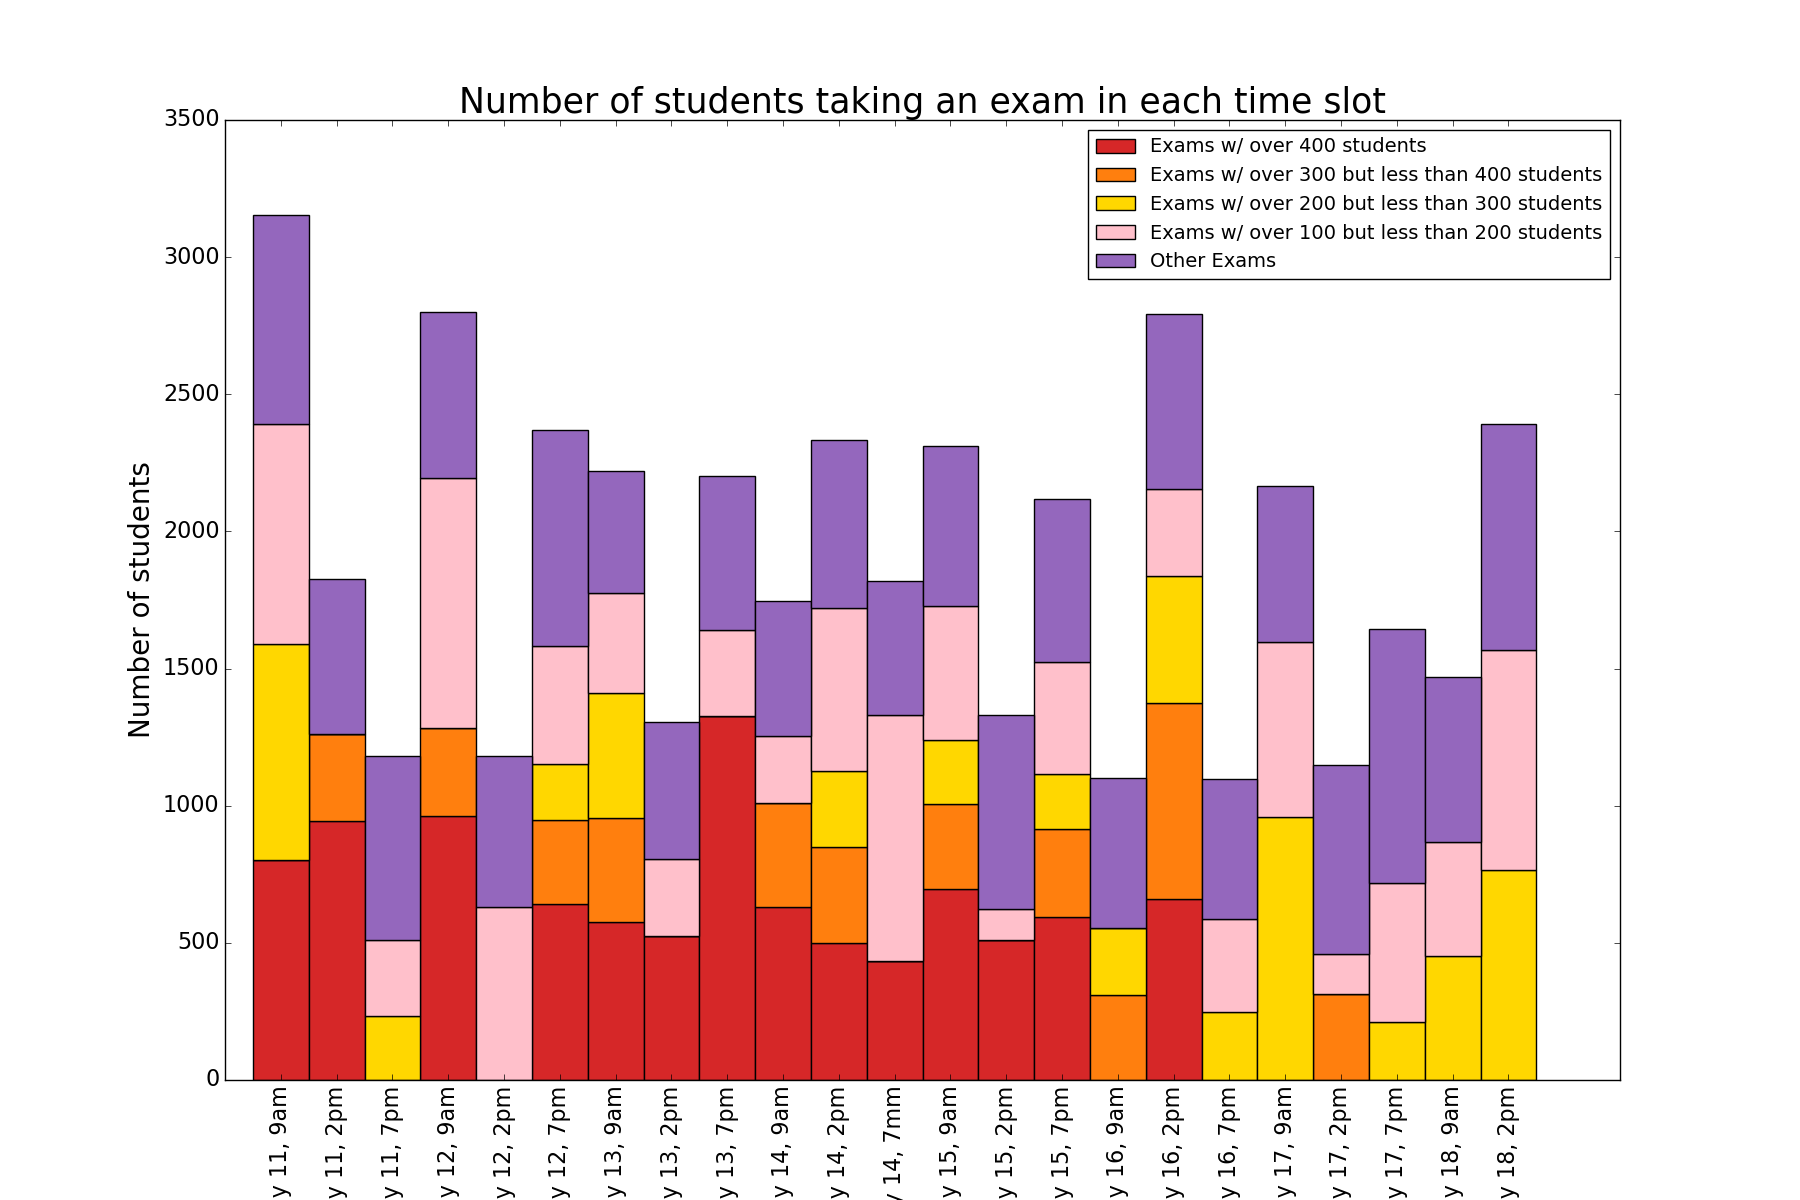 Number of students taking an exam in each time slot
Exams w/ over 400 students
Exams w/ over 300 but less than 400 students
Exams w/ over 200 but less than 300 students
Exams w/ over 100 but less than 200 students
Other Exams
3500
3000
2500
2000
1500
1000
500
0
Number of students
y 11, 9am
y 11, 2pm
y 11, 7pm
y 12, 9am
y 12, 2pm
y 12, 7pm
y 13, 9am
y 13, 2pm
y 13, 7pm
y 14, 9am
y 14, 2pm
y 14, 7mm
y 15, 9am
y 15, 2pm
y 15, 7pm
y 16, 9am
y 16, 2pm
y 16, 7pm
y 17, 9am
y 17, 2pm
y 17, 7pm
y 18, 9am
y 18, 2pm